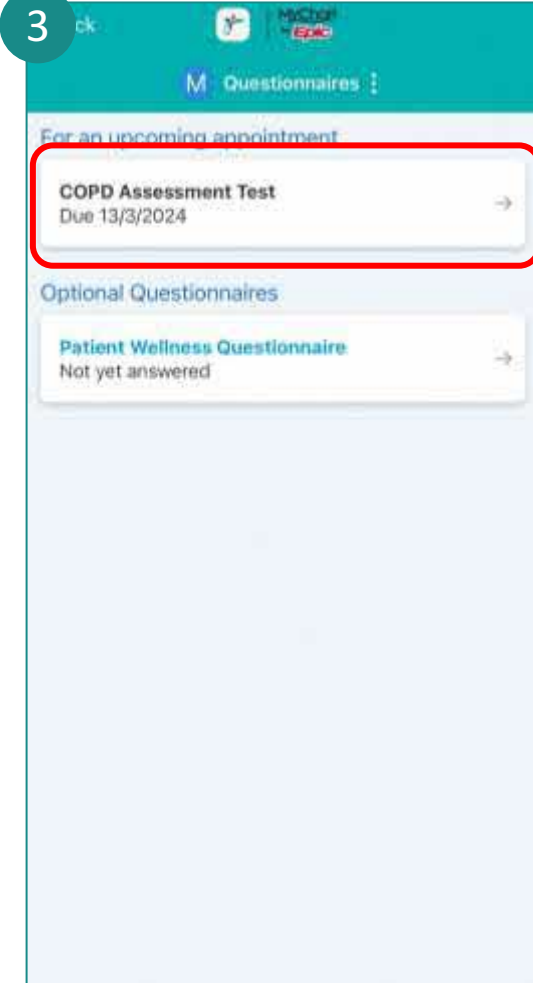 3
ck
MyChart
by Epic
M Questionnaires
For an upcoming appointment
COPD Assessment Test
Due 13/3/2024
Optional Questionnaires
Patient Wellness Questionnaire
Not yet answered